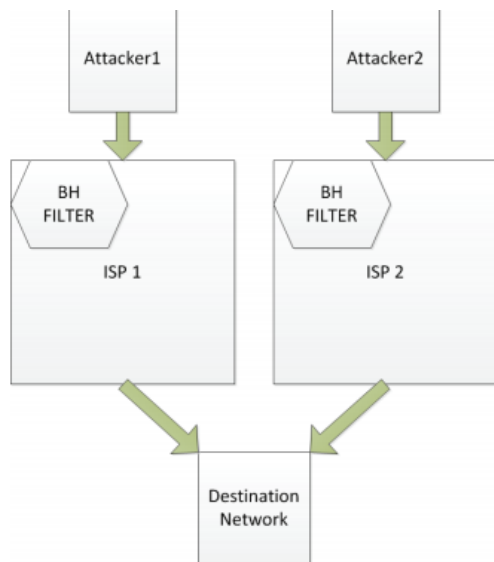 Attacker1
Attacker2
BH
FILTER
ISP 1
BH
FILTER
ISP 2
Destination
Network